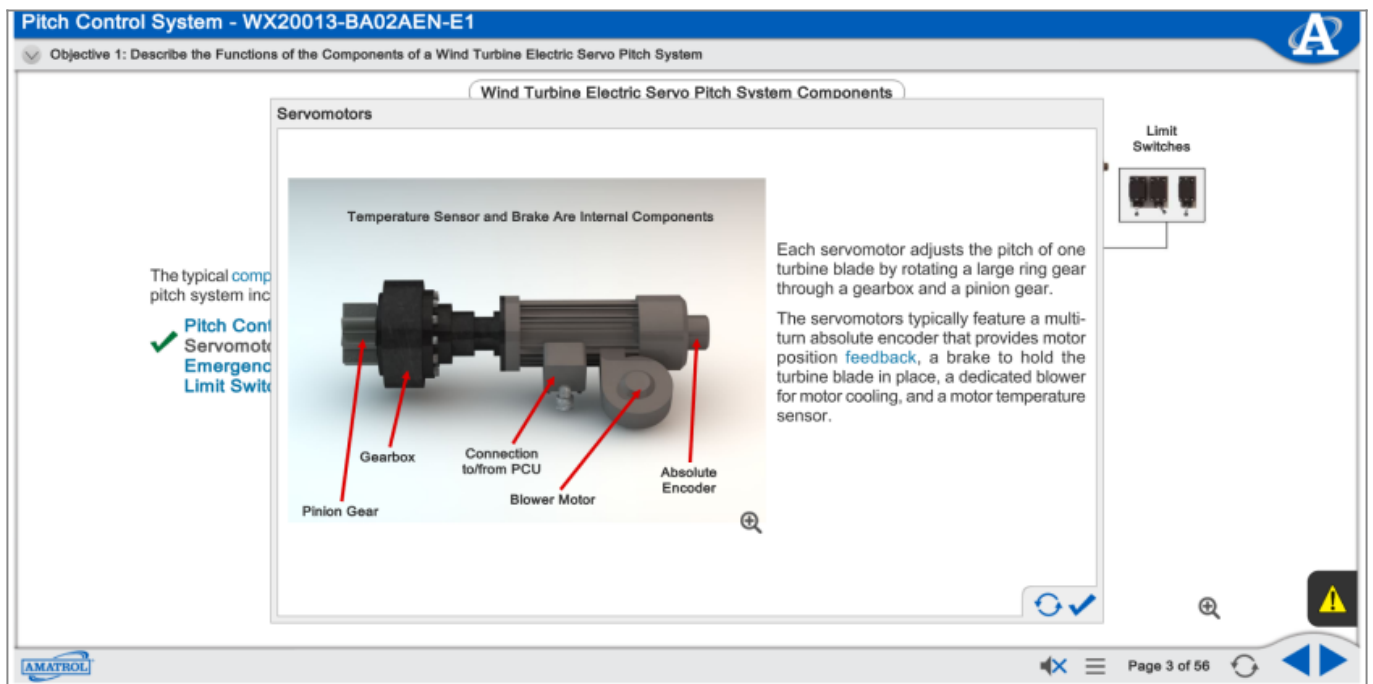 Pitch Control System - WX20013-BA02AEN-E1
Objective 1: Describe the Functions of the Components of a Wind Turbine Electric Servo Pitch System
A
Wind Turbine Electric Servo Pitch System Components
Servomotors
Limit
Switches
Temperature Sensor and Brake Are Internal Components
Each servomotor adjusts the pitch of one
turbine blade by rotating a large ring gear
through a gearbox and a pinion gear.
The servomotors typically feature a multi-
turn absolute encoder that provides motor
position feedback, a brake to hold the
turbine blade in place, a dedicated blower
for motor cooling, and a motor temperature
sensor.
The typical comp
pitch system inc
Pitch Cont
Servomoto
Emergenc
Limit Switc
Gearbox
Connection
to/from PCU
Absolute
Encoder
Blower Motor
Pinion Gear
AMATROL
Page 3 of 56